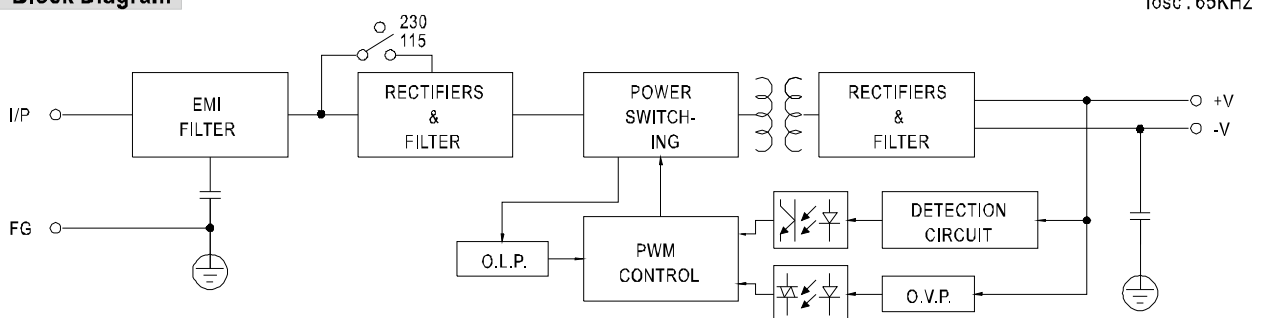 Block Diagram
fosc : 65KHz
230
115
I/P
EMI
FILTER
RECTIFIERS
&
FILTER
POWER
SWITCH-
ING
RECTIFIERS
&
FILTER
+V
-V
FG
O.L.P.
PWM
CONTROL
DETECTION
CIRCUIT
O.V.P.